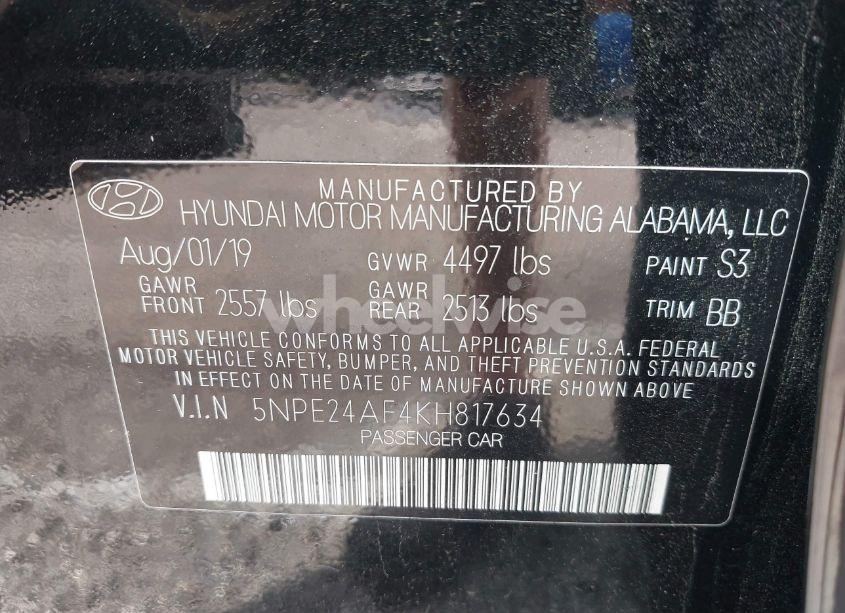 MANUFACTURED BY
HYUNDAI MOTOR MANUFACTURING ALABAMA, LLC
Aug/01/19 GVWR 4497 lbs PAINT S3
GAWR FRONT 2557 lbs GAWR REAR 2513 lbs TRIM BB
THIS VEHICLE CONFORMS TO ALL APPLICABLE U.S.A. FEDERAL
MOTOR VEHICLE SAFETY, BUMPER, AND THEFT PREVENTION STANDARDS
IN EFFECT ON THE DATE OF MANUFACTURE SHOWN ABOVE.
V.I.N 5NPE24AF4KH817634
PASSENGER CAR
wheelwise